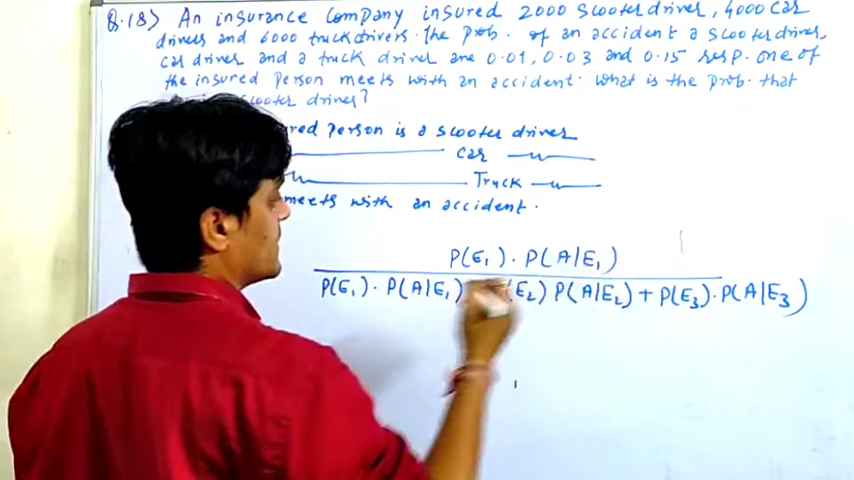 Q.18) An insurance company insured 2000 scooter driver, 4000 car
drivers and 6000 truck drivers. The prob. of an accident a scooter driver,
car driver and a truck driver are 0.01, 0.03 and 0.15 resp. one of
the insured person meets with an accident. what is the prob. that
scooter driver?
person is a scooter driver
car
Truck
meets with an accident.
P(E₁) . P(A|E₁)
P(E₁) . P(A|E₁) (E₂) P(A|E₂) + P(E₃) . P(A|E₃)